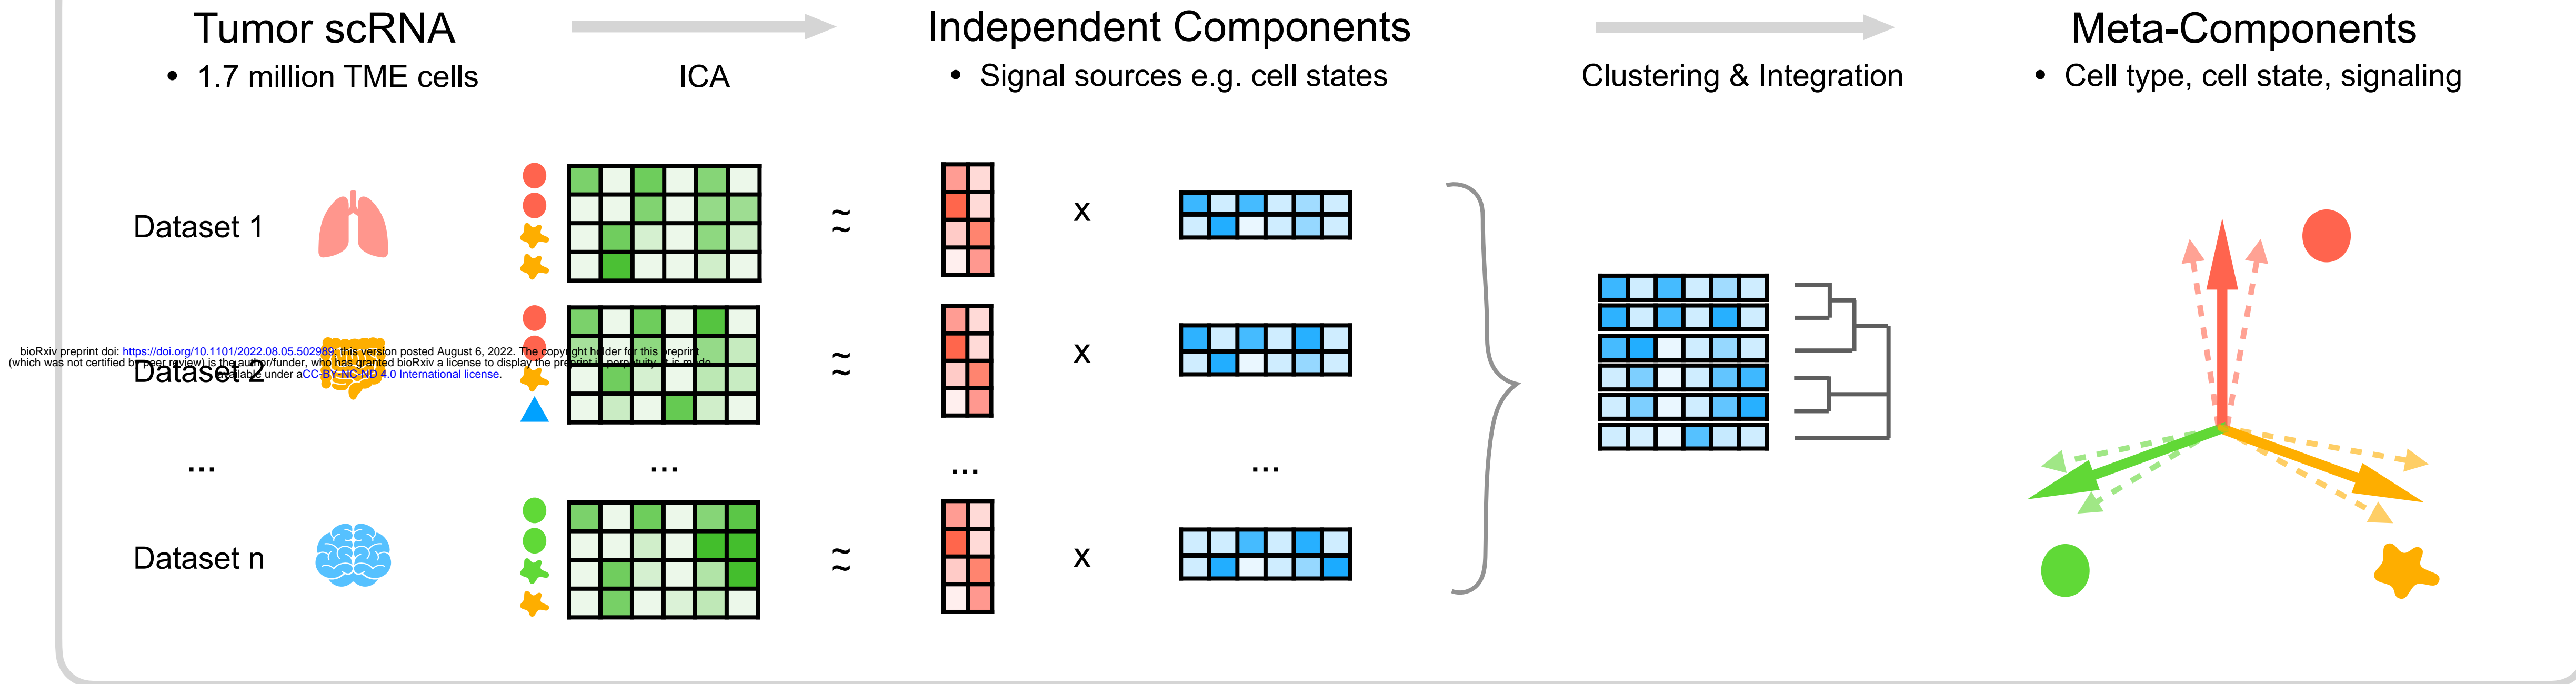 Tumor scRNA
Independent Components
Meta-Components
• 1.7 million TME cells
ICA
• Signal sources e.g. cell states
Clustering & Integration
• Cell type, cell state, signaling
Dataset 1
≈
x
bioRxiv preprint doi: https://doi.org/10.1101/2022.08.05.502989; this version posted August 6, 2022. The copyright holder for this preprint
(which was not certified by peer review) is the author/funder, who has granted bioRxiv a license to display the preprint in perpetuity. It is made
available under aCC-BY-NC-ND 4.0 International license.
Dataset 2
≈
x
... ... ... ...
Dataset n
≈
x